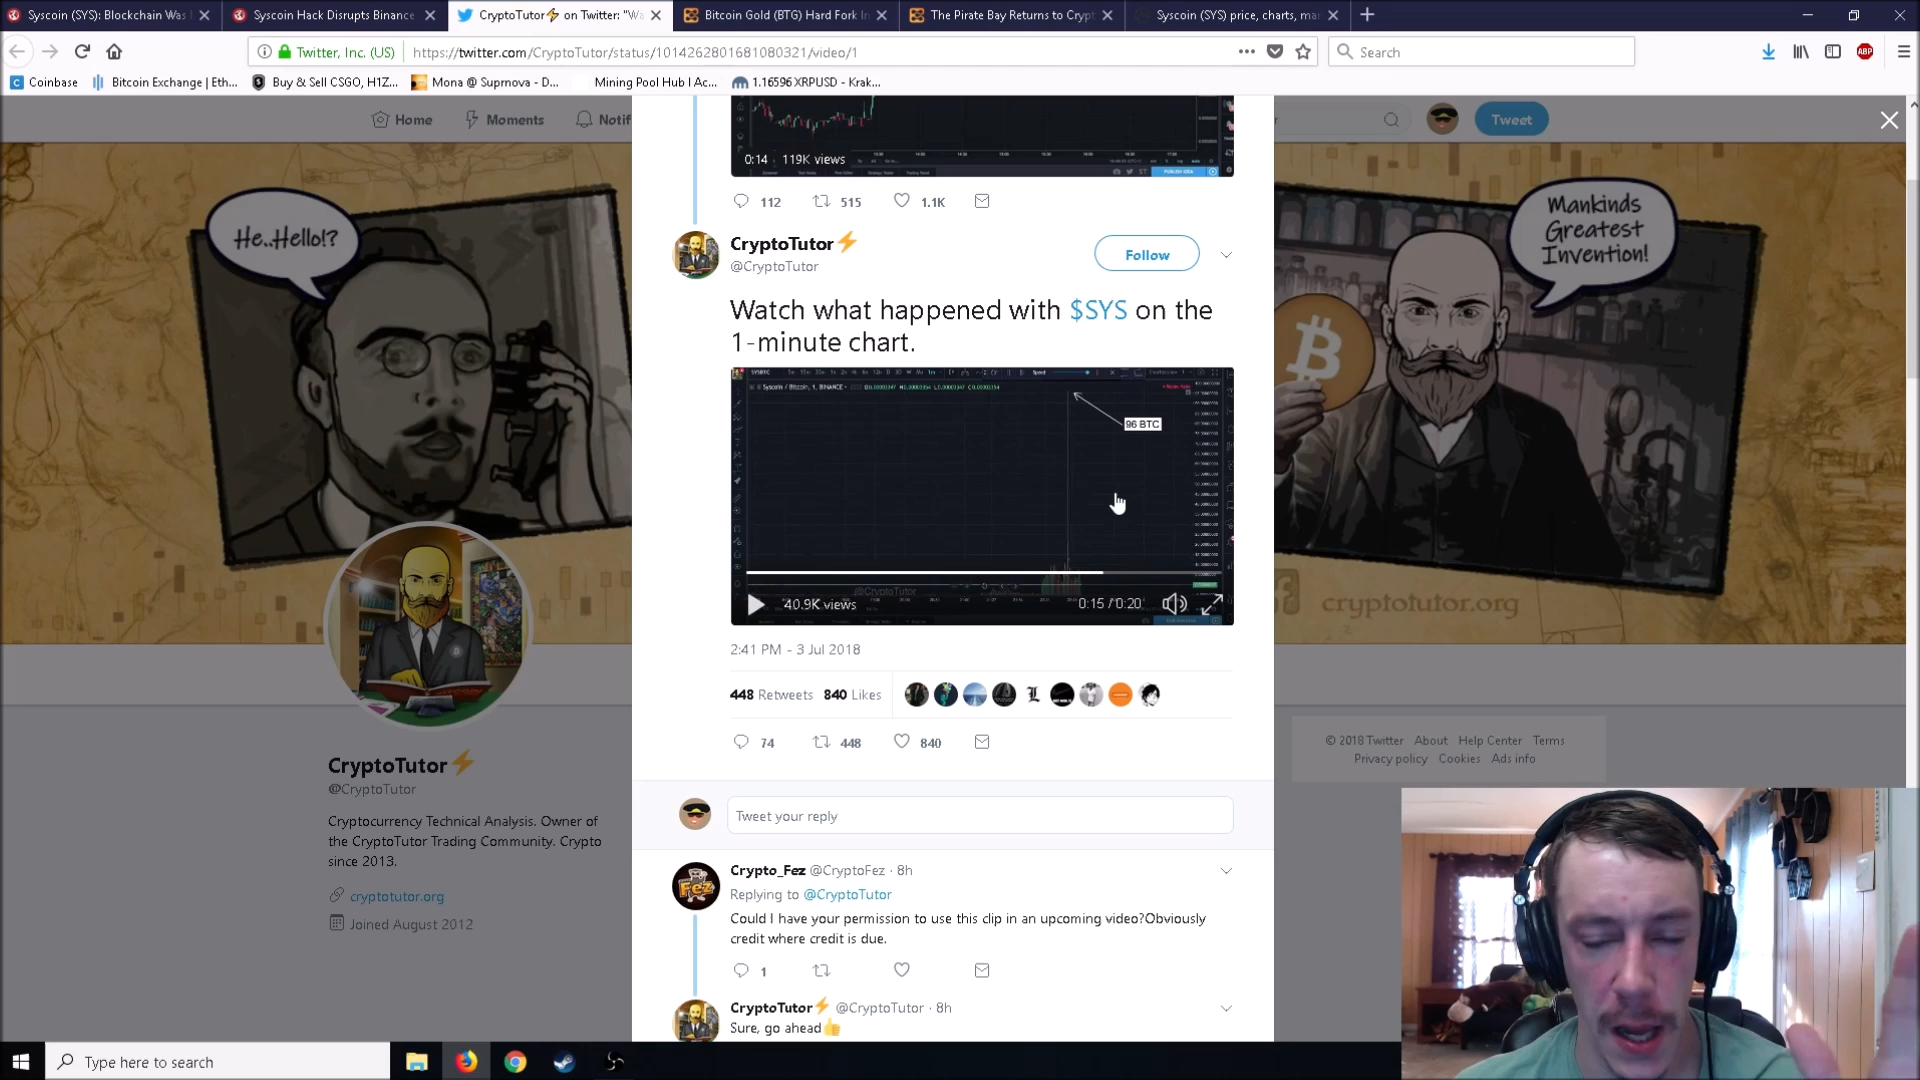 Syscoin (SYS): Blockchain Was
Syscoin Hack Disrupts Binance
CryptoTutor⚡ on Twitter: "Wa
Bitcoin Gold (BTG) Hard Fork In
The Pirate Bay Returns to Crypt
Syscoin (SYS) price, charts, ma
Twitter, Inc. (US)
https://twitter.com/CryptoTutor/status/1014262801681080321/video/1
Search
Coinbase
Bitcoin Exchange | Eth...
Buy & Sell CSGO, H1Z...
Mona @ Suprnova - D...
Mining Pool Hub | Ac...
1.16596 XRPUSD - Krak...
ABP
Home
Moments
Notif
Tweet
0:14 119K views
PUBLISH IDEA
112 515 1.1K
He..Hello!?
Mankinds
Greatest
Invention!
CryptoTutor⚡
@CryptoTutor
Follow
Watch what happened with $SYS on the
1-minute chart.
Syscoin / Bitcoin, 1, BINANCE
96 BTC
@CryptoTutor
40.9K views
0:15 / 0:20
cryptotutor.org
2:41 PM - 3 Jul 2018
448 Retweets 840 Likes
74 448 840
CryptoTutor⚡
@CryptoTutor
Cryptocurrency Technical Analysis. Owner of
the CryptoTutor Trading Community. Crypto
since 2013.
cryptotutor.org
Joined August 2012
© 2018 Twitter About Help Center Terms
Privacy policy Cookies Ads info
Tweet your reply
Crypto_Fez @CryptoFez · 8h
Replying to @CryptoTutor
Could I have your permission to use this clip in an upcoming video?Obviously
credit where credit is due.
1
CryptoTutor⚡ @CryptoTutor · 8h
Sure, go ahead👍
Type here to search